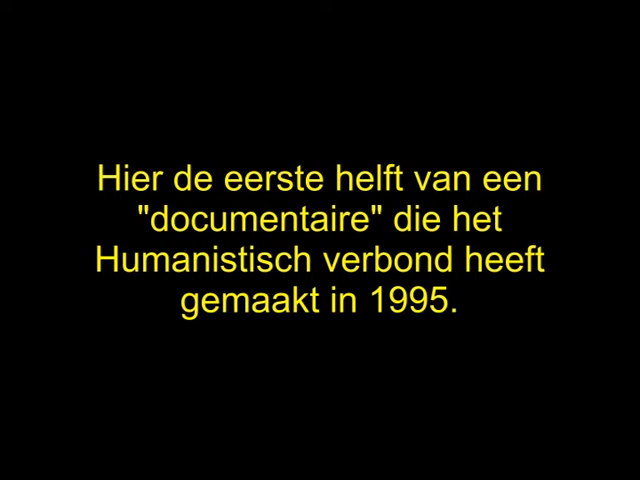 Hier de eerste helft van een
"documentaire" die het
Humanistisch verbond heeft
gemaakt in 1995.